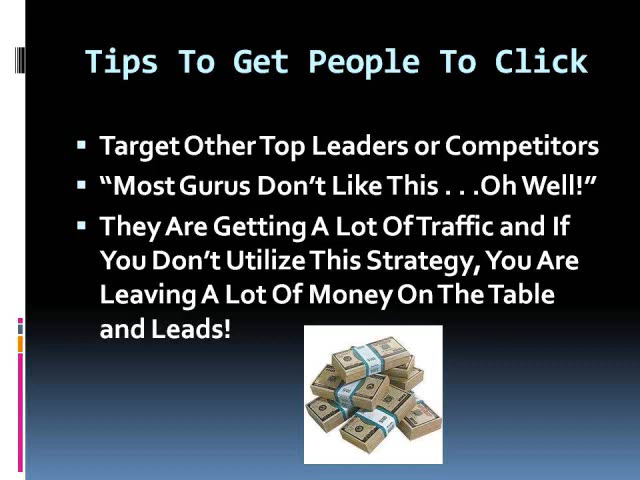 Tips To Get People To Click
Target Other Top Leaders or Competitors
“Most Gurus Don’t Like This . . .Oh Well!”
They Are Getting A Lot Of Traffic and If
You Don’t Utilize This Strategy, You Are
Leaving A Lot Of Money On The Table
and Leads!